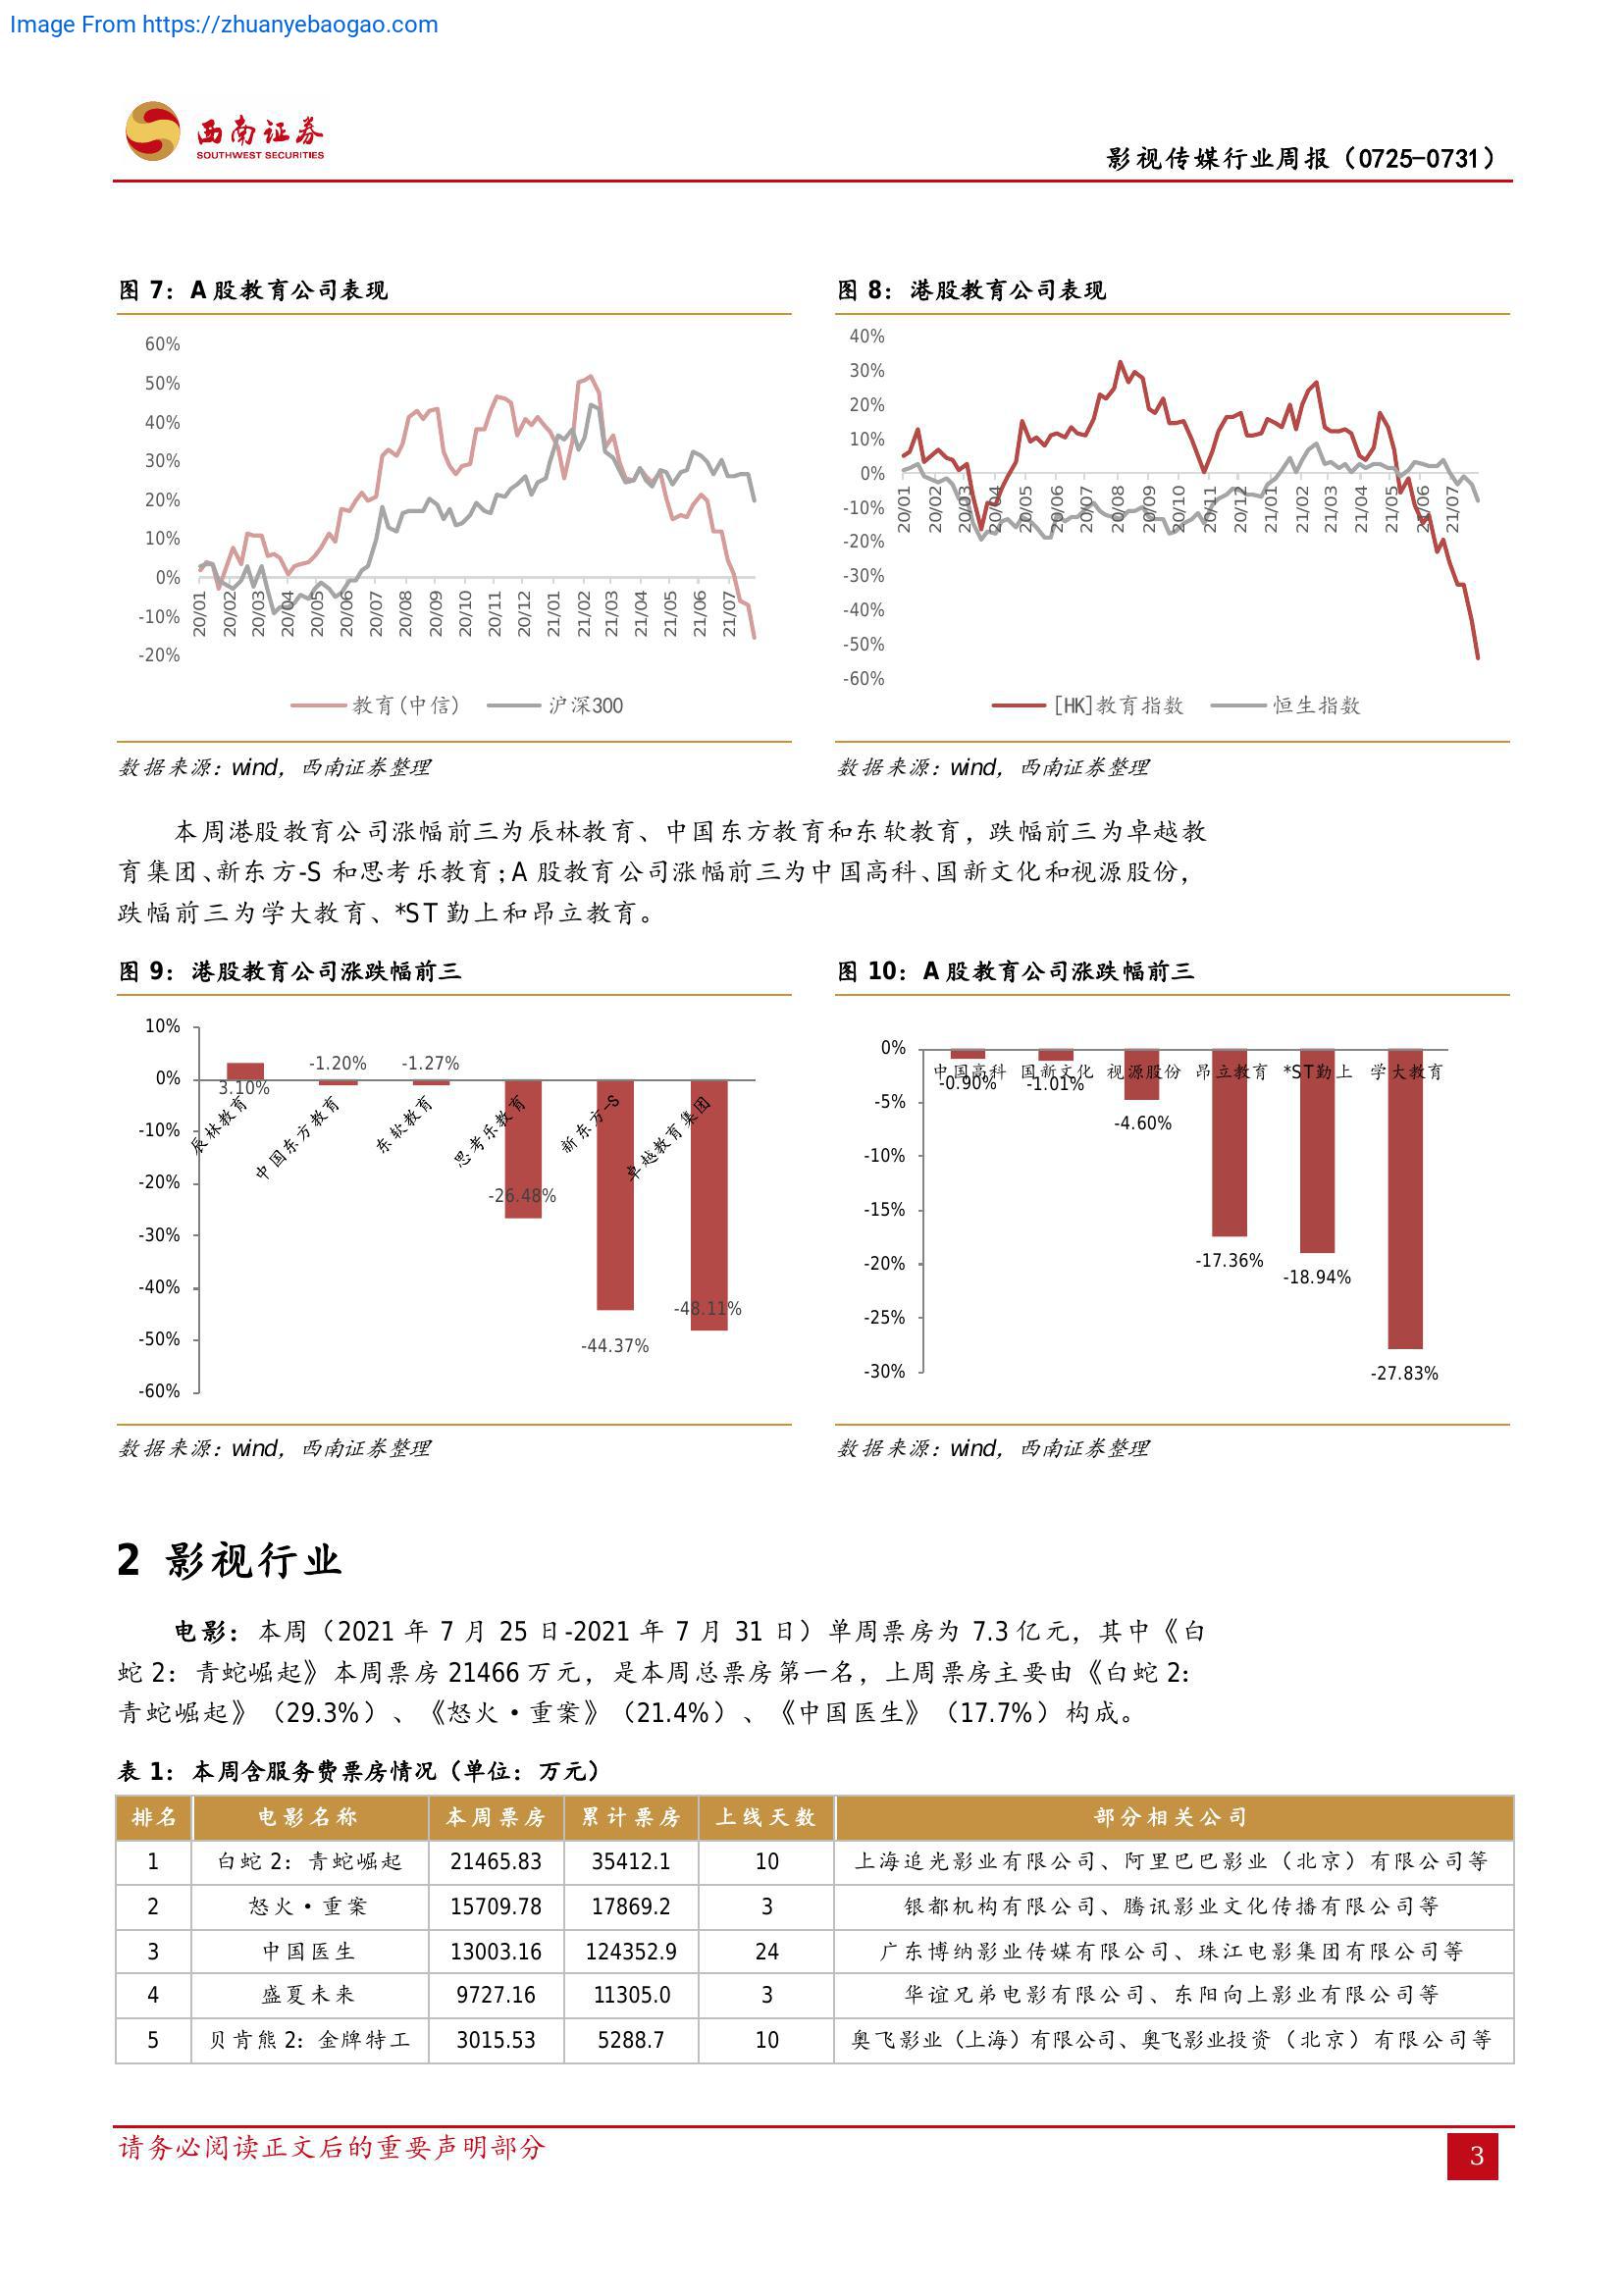 Image From https://zhuanyebaogao.com
西南证券
SOUTHWEST SECURITIES
影视传媒行业周报（0725-0731）
图 7：A 股教育公司表现
60%
50%
40%
30%
20%
10%
0%
-10%
-20%
20/01 20/02 20/03 20/04 20/05 20/06 20/07 20/08 20/09 20/10 20/11 20/12 21/01 21/02 21/03 21/04 21/05 21/06 21/07
教育(中信) 沪深300
数据来源：wind，西南证券整理
图 8：港股教育公司表现
40%
30%
20%
10%
0%
-10%
-20%
-30%
-40%
-50%
-60%
20/01 20/02 20/03 20/04 20/05 20/06 20/07 20/08 20/09 20/10 20/11 20/12 21/01 21/02 21/03 21/04 21/05 21/06 21/07
[HK]教育指数 恒生指数
数据来源：wind，西南证券整理
本周港股教育公司涨幅前三为辰林教育、中国东方教育和东软教育，跌幅前三为卓越教
育集团、新东方-S 和思考乐教育；A 股教育公司涨幅前三为中国高科、国新文化和视源股份，
跌幅前三为学大教育、*ST 勤上和昂立教育。
图 9：港股教育公司涨跌幅前三
10%
0%
-10%
-20%
-30%
-40%
-50%
-60%
3.10% -1.20% -1.27% -26.48% -44.37% -48.11%
辰林教育 中国东方教育 东软教育 思考乐教育 新东方-S 卓越教育集团
数据来源：wind，西南证券整理
图 10：A 股教育公司涨跌幅前三
0%
-5%
-10%
-15%
-20%
-25%
-30%
中国高科 国新文化 视源股份 昂立教育 *ST勤上 学大教育
-0.90% -1.01% -4.60% -17.36% -18.94% -27.83%
数据来源：wind，西南证券整理
2 影视行业
电影：本周（2021 年 7 月 25 日-2021 年 7 月 31 日）单周票房为 7.3 亿元，其中《白
蛇 2：青蛇崛起》本周票房 21466 万元，是本周总票房第一名，上周票房主要由《白蛇 2：
青蛇崛起》（29.3%）、《怒火·重案》（21.4%）、《中国医生》（17.7%）构成。
表 1：本周含服务费票房情况（单位：万元）
排名 电影名称 本周票房 累计票房 上线天数 部分相关公司
1 白蛇 2：青蛇崛起 21465.83 35412.1 10 上海追光影业有限公司、阿里巴巴影业（北京）有限公司等
2 怒火·重案 15709.78 17869.2 3 银都机构有限公司、腾讯影业文化传播有限公司等
3 中国医生 13003.16 124352.9 24 广东博纳影业传媒有限公司、珠江电影集团有限公司等
4 盛夏未来 9727.16 11305.0 3 华谊兄弟电影有限公司、东阳向上影业有限公司等
5 贝肯熊 2：金牌特工 3015.53 5288.7 10 奥飞影业（上海）有限公司、奥飞影业投资（北京）有限公司等
请务必阅读正文后的重要声明部分
3